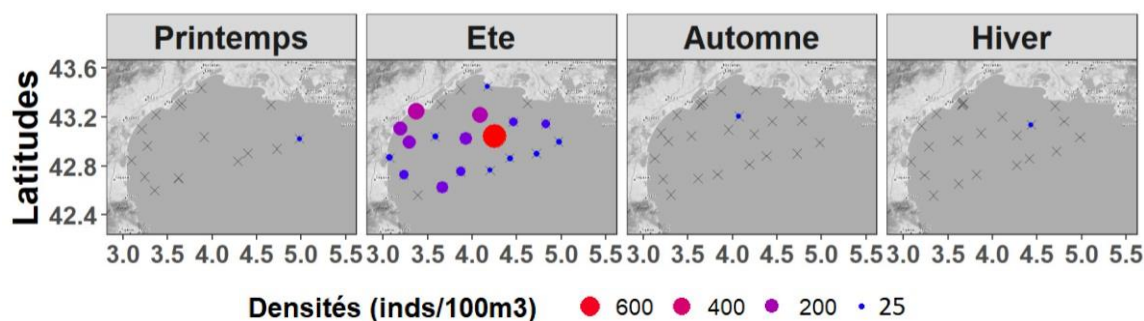 Printemps Ete Automne Hiver
Latitudes
43.6
43.2
42.8
42.4
3.0 3.5 4.0 4.5 5.0 5.5 3.0 3.5 4.0 4.5 5.0 5.5 3.0 3.5 4.0 4.5 5.0 5.5 3.0 3.5 4.0 4.5 5.0 5.5
Densités (inds/100m3) 600 400 200 25